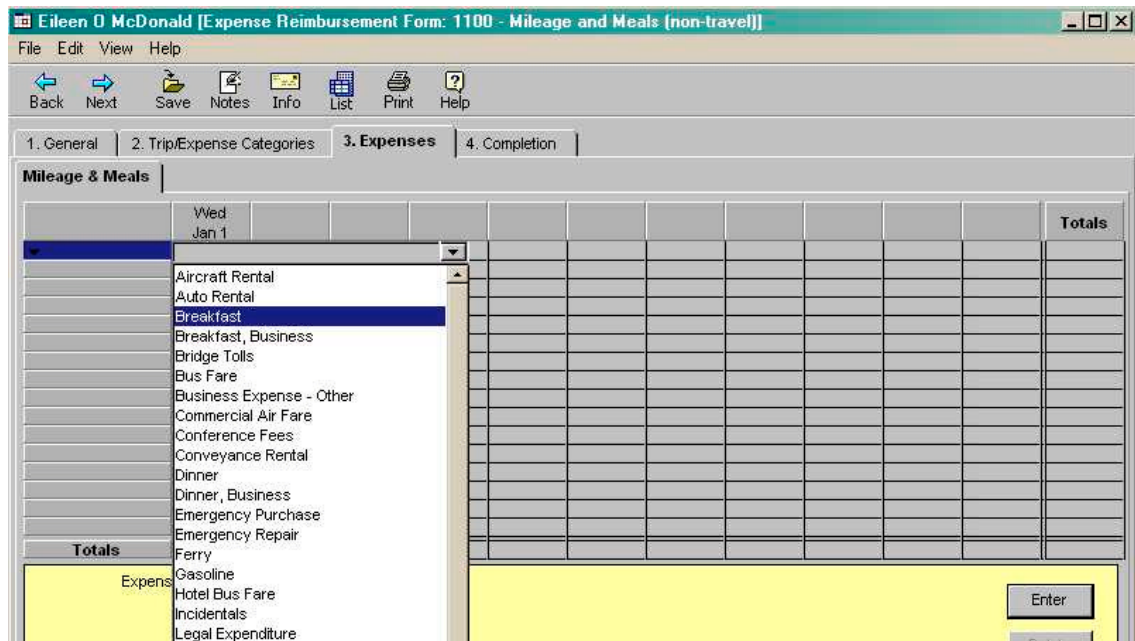 Eileen O McDonald [Expense Reimbursement Form: 1100 - Mileage and Meals (non-travel)]
File Edit View Help
Back Next Save Notes Info List Print Help
1. General 2. Trip/Expense Categories 3. Expenses 4. Completion
Mileage & Meals
Wed
Jan 1
Totals
Aircraft Rental
Auto Rental
Breakfast
Breakfast, Business
Bridge Tolls
Bus Fare
Business Expense - Other
Commercial Air Fare
Conference Fees
Conveyance Rental
Dinner
Dinner, Business
Emergency Purchase
Emergency Repair
Totals
Ferry
Gasoline
Expens
Hotel Bus Fare
Enter
Incidentals
Legal Expenditure